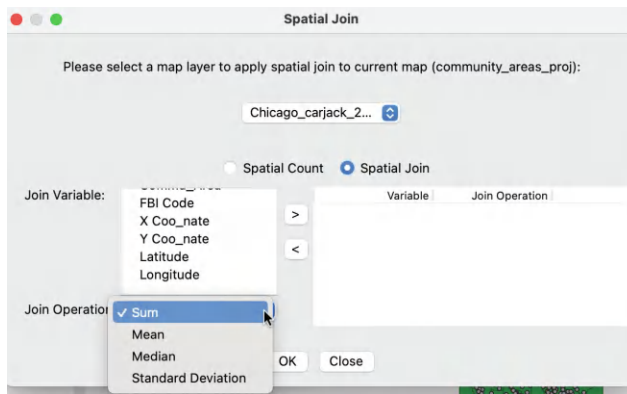 Spatial Join
Please select a map layer to apply spatial join to current map (community_areas_proj):
Chicago_carjack_2...
Spatial Count Spatial Join
Join Variable:
FBI Code
X Coo_nate
Y Coo_nate
Latitude
Longitude
>
<
Variable Join Operation
Join Operation
✓ Sum
Mean
Median
Standard Deviation
OK Close